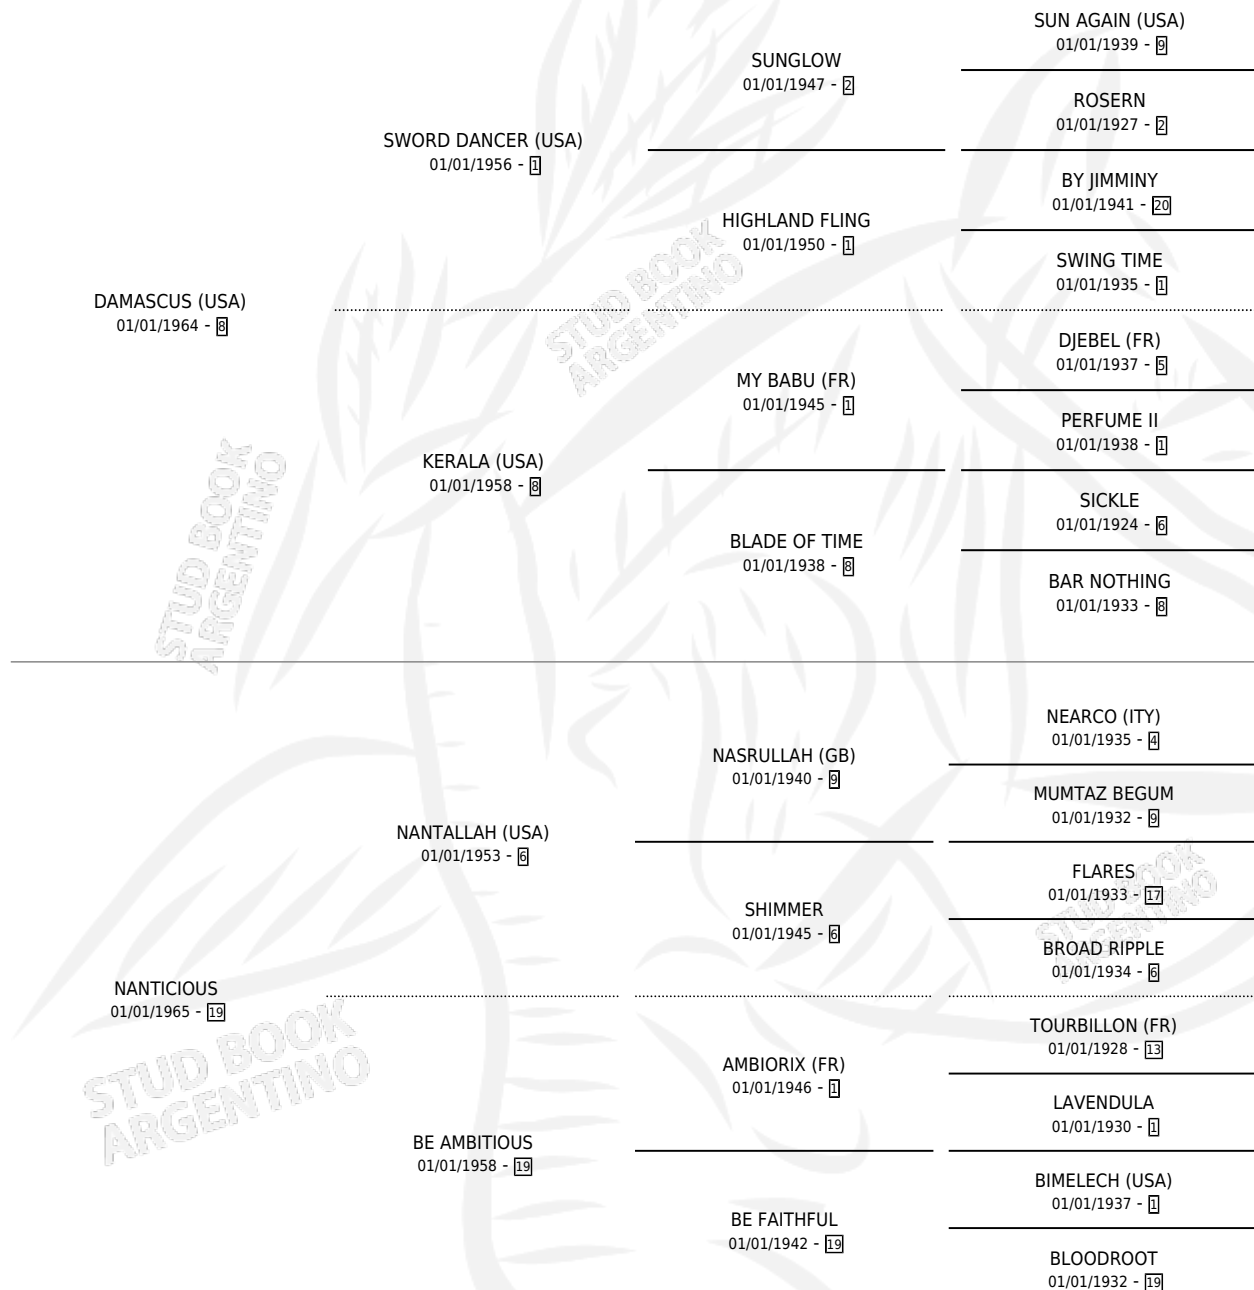 SUN AGAIN (USA)
01/01/1939 - 9
SUNGLOW
01/01/1947 - 2
ROSERN
01/01/1927 - 2
SWORD DANCER (USA)
01/01/1956 - 1
BY JIMMINY
01/01/1941 - 20
HIGHLAND FLING
01/01/1950 - 1
SWING TIME
01/01/1935 - 1
DAMASCUS (USA)
01/01/1964 - 8
STUD BOOK
ARGENTINO
DJEBEL (FR)
01/01/1937 - 5
MY BABU (FR)
01/01/1945 - 1
PERFUME II
01/01/1938 - 1
KERALA (USA)
01/01/1958 - 8
SICKLE
01/01/1924 - 6
BLADE OF TIME
01/01/1938 - 8
BAR NOTHING
01/01/1933 - 8
STUD BOOK
ARGENTINO
NEARCO (ITY)
01/01/1935 - 4
NASRULLAH (GB)
01/01/1940 - 9
MUMTAZ BEGUM
01/01/1932 - 9
NANTALLAH (USA)
01/01/1953 - 6
FLARES
01/01/1933 - 17
SHIMMER
01/01/1945 - 6
STUD BOOK
ARGENTINO
BROAD RIPPLE
01/01/1934 - 6
NANTICIOUS
01/01/1965 - 19
STUD BOOK
ARGENTINO
TOURBILLON (FR)
01/01/1928 - 13
AMBIORIX (FR)
01/01/1946 - 1
LAVENDULA
01/01/1930 - 1
BE AMBITIOUS
01/01/1958 - 19
BIMELECH (USA)
01/01/1937 - 1
BE FAITHFUL
01/01/1942 - 19
BLOODROOT
01/01/1932 - 19